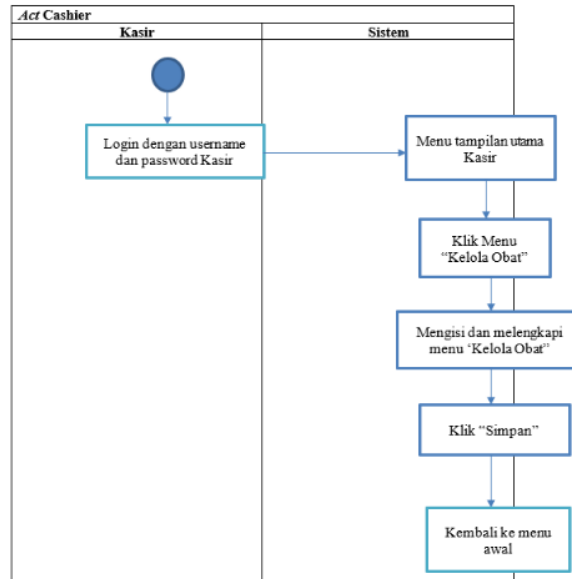 Act Cashier
Kasir
Sistem
Login dengan username
dan password Kasir
Menu tampilan utama
Kasir
Klik Menu
“Kelola Obat”
Mengisi dan melengkapi
menu ‘Kelola Obat”
Klik “Simpan”
Kembali ke menu
awal